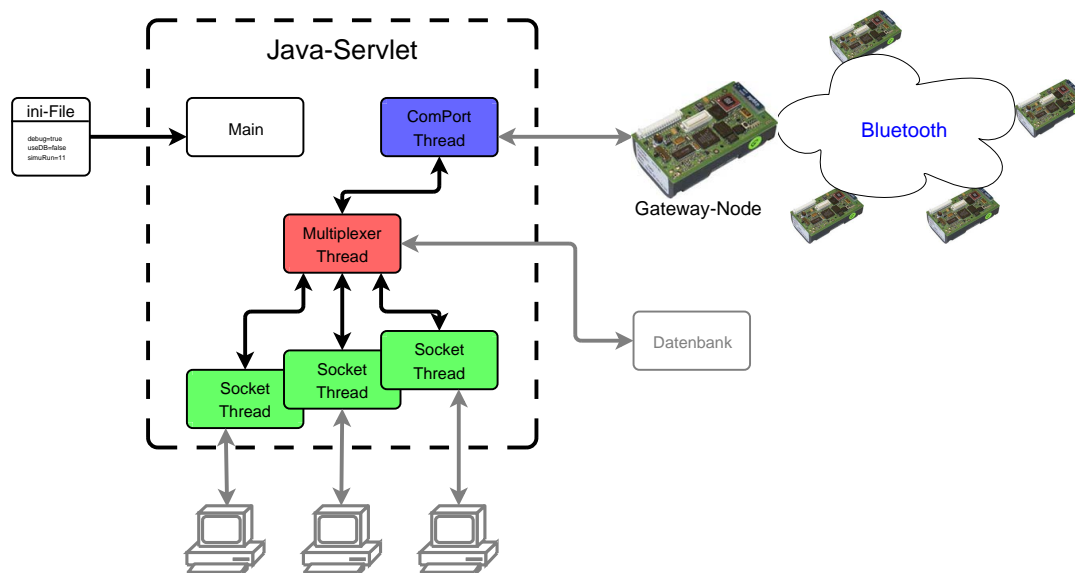 Java-Servlet
ini-File
debug=true
useDB=false
simuRun=11
Main
ComPort
Thread
Bluetooth
Gateway-Node
Multiplexer
Thread
Datenbank
Socket
Thread
Socket
Thread
Socket
Thread